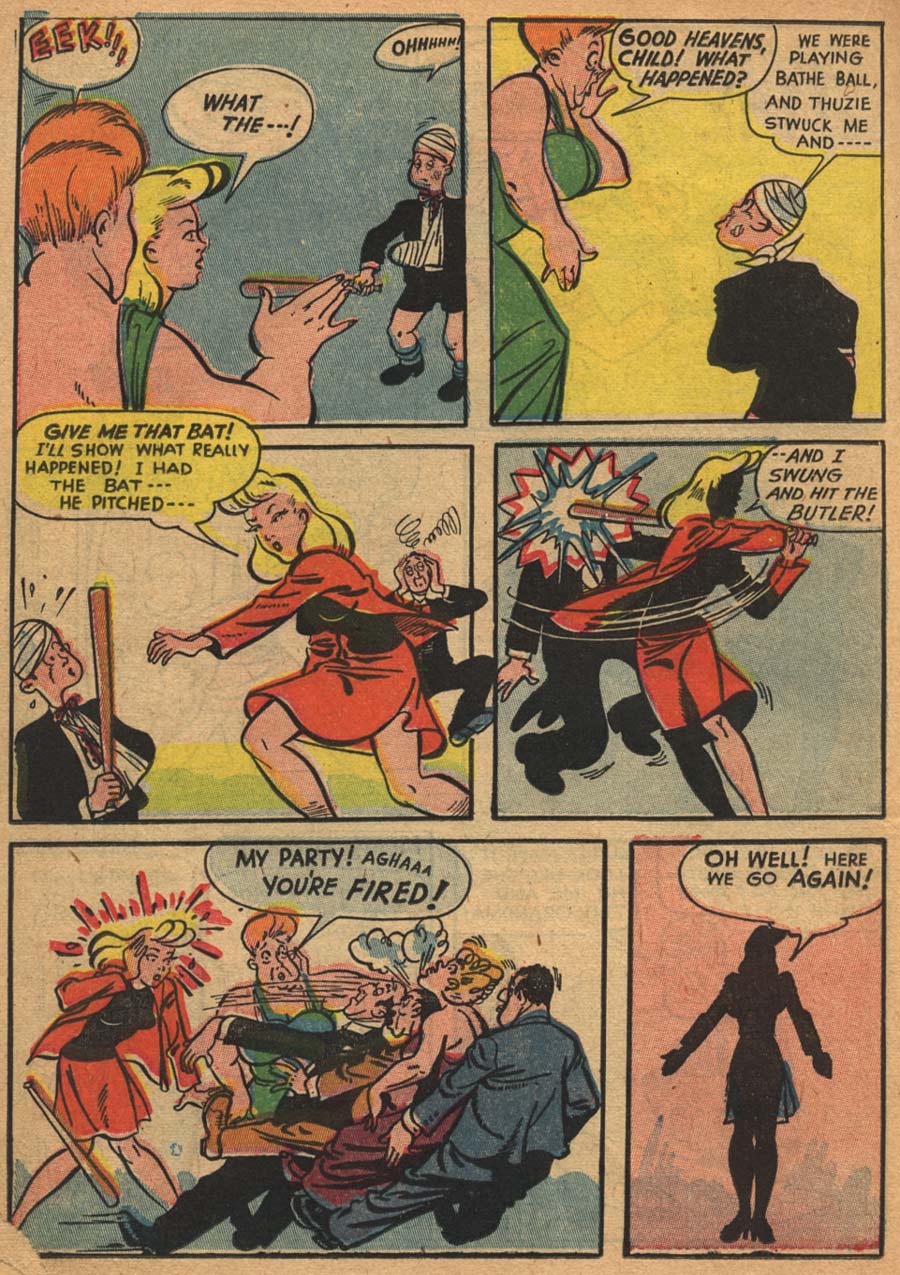 EEK!!!
WHAT
THE---!
OHHHHH!
GOOD HEAVENS,
CHILD! WHAT
HAPPENED?
WE WERE
PLAYING
BATHE BALL,
AND THUZIE
STWUCK ME
AND----
GIVE ME THAT BAT!
I'LL SHOW WHAT REALLY
HAPPENED! I HAD
THE BAT---
HE PITCHED---
--AND I
SWUNG
AND HIT THE
BUTLER!
MY PARTY! AGHAAA
YOU'RE FIRED!
OH WELL! HERE
WE GO AGAIN!